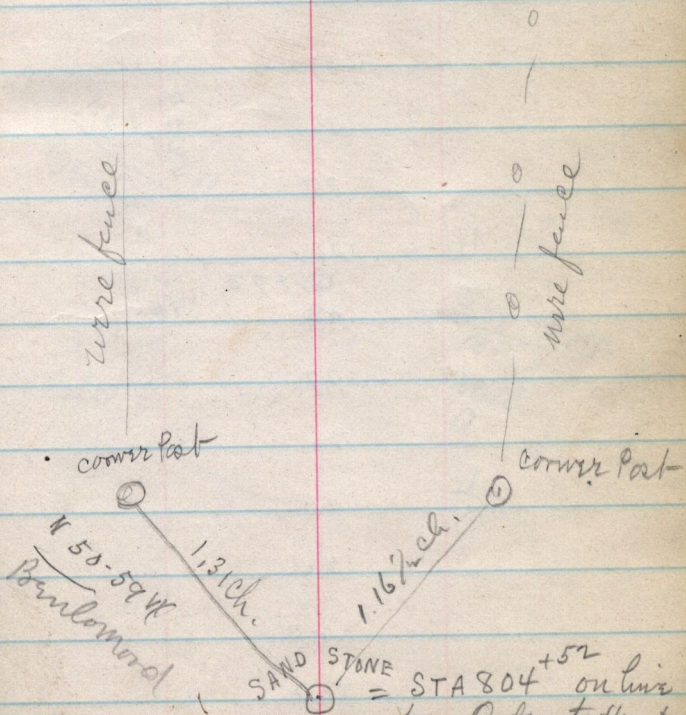 wire fence
wire fence
corner Post
corner Post
N 50-59 W
Benlomond
1.31 ch.
1.16½ ch.
SAND STONE
= STA 804+52 on line